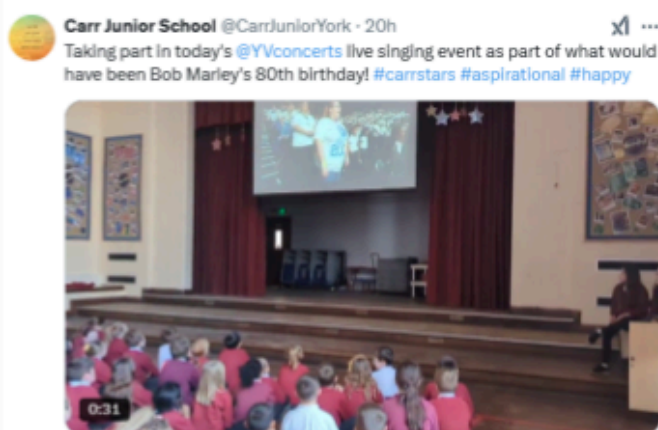 Carr Junior School @CarrJuniorYork · 20h
Taking part in today's @YVconcerts live singing event as part of what would
have been Bob Marley's 80th birthday! #carrstars #aspirational #happy
0:31